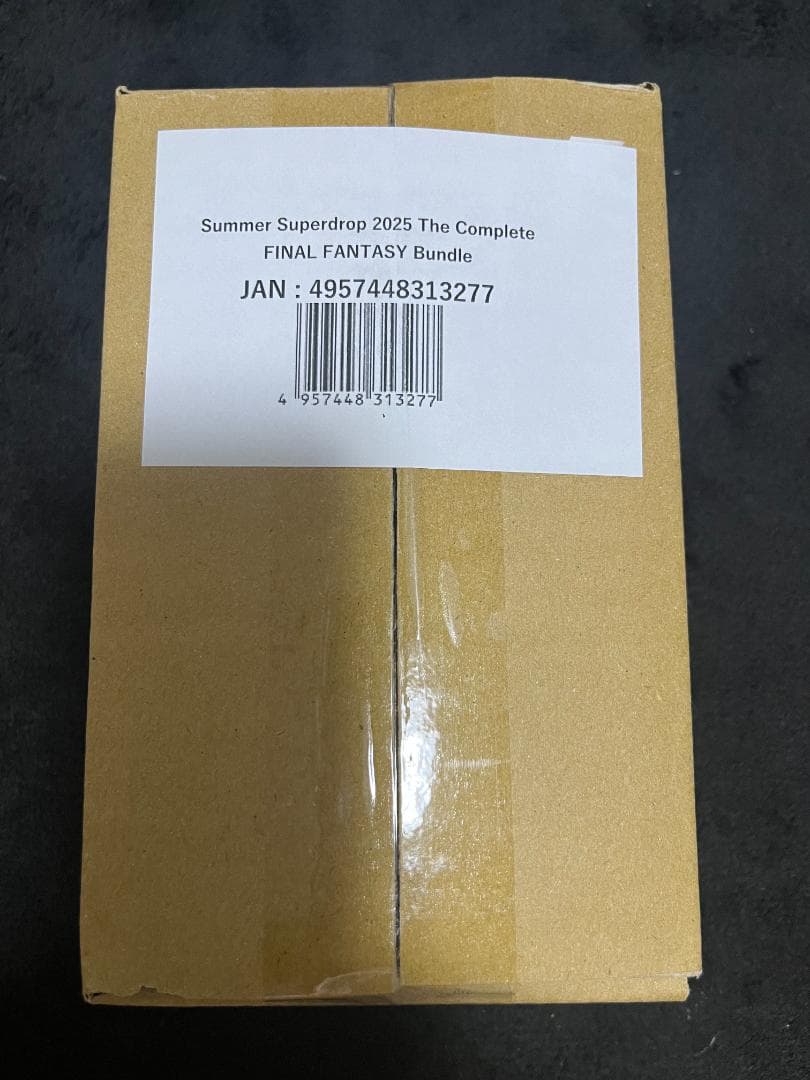 Summer Superdrop 2025 The Complete
FINAL FANTASY Bundle
JAN : 4957448313277
4 957448 313277